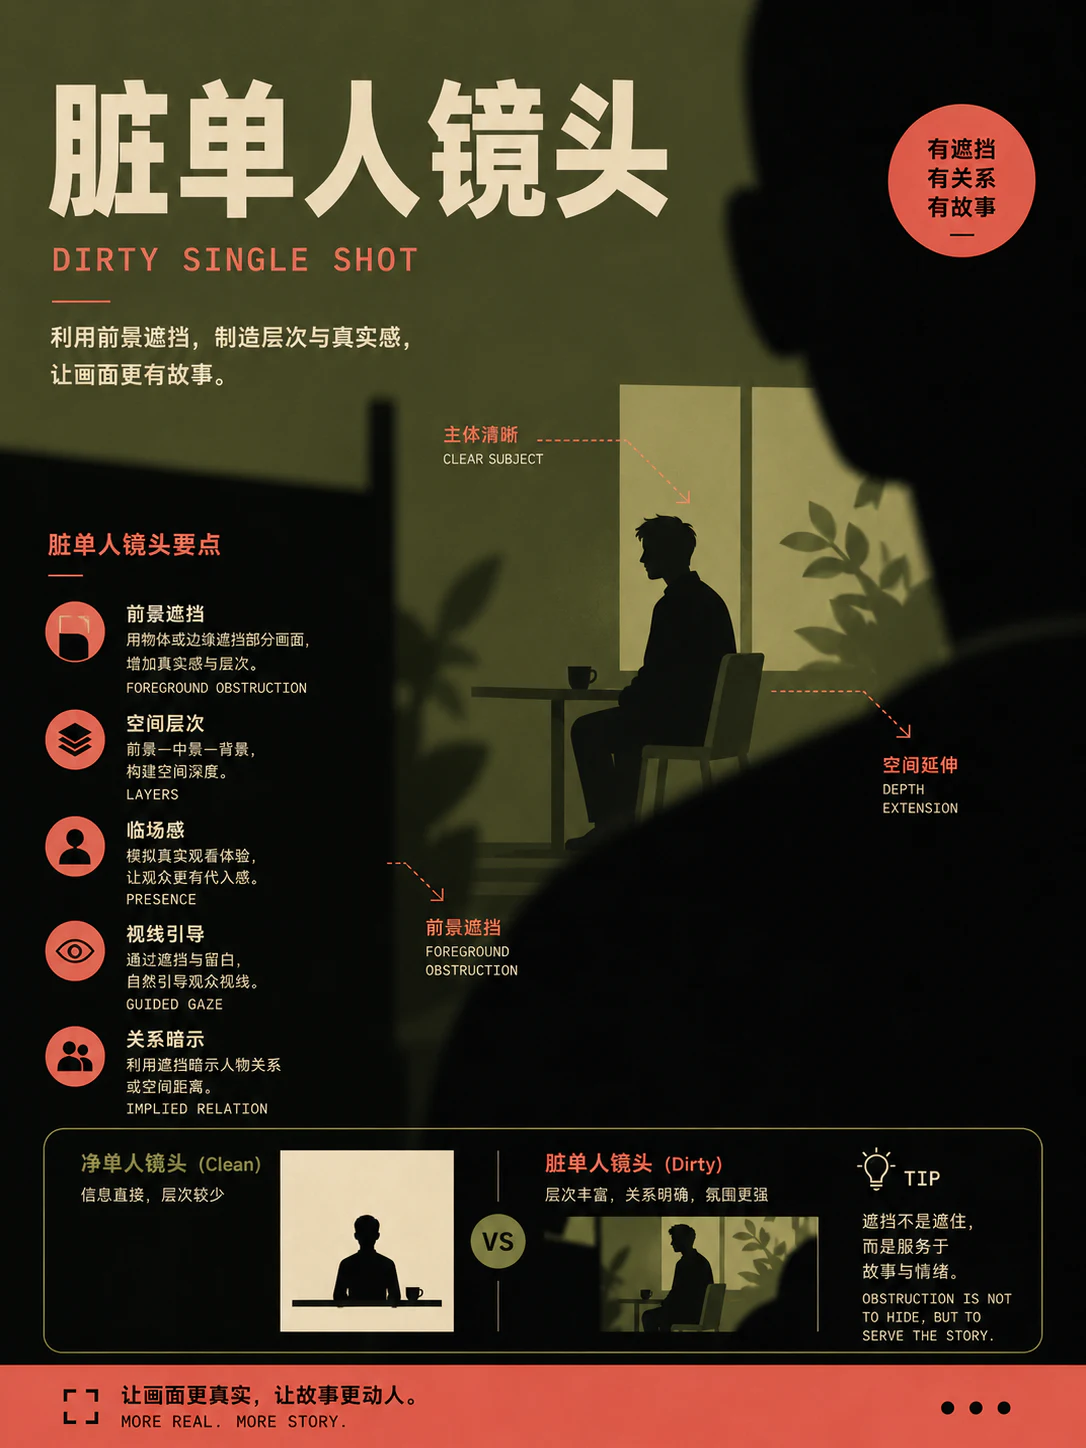 脏单人镜头
DIRTY SINGLE SHOT
利用前景遮挡，制造层次与真实感，
让画面更有故事。
有遮挡
有关系
有故事
主体清晰
CLEAR SUBJECT
脏单人镜头要点
前景遮挡
用物体或边缘遮挡部分画面，
增加真实感与层次。
FOREGROUND OBSTRUCTION
空间层次
前景—中景—背景，
构建空间深度。
LAYERS
临场感
模拟真实观看体验，
让观众更有代入感。
PRESENCE
视线引导
通过遮挡与留白，
自然引导观众视线。
GUIDED GAZE
关系暗示
利用遮挡暗示人物关系
或空间距离。
IMPLIED RELATION
空间延伸
DEPTH
EXTENSION
前景遮挡
FOREGROUND
OBSTRUCTION
净单人镜头（Clean）
信息直接，层次较少
VS
脏单人镜头（Dirty）
层次丰富，关系明确，氛围更强
TIP
遮挡不是遮住，
而是服务于
故事与情绪。
OBSTRUCTION IS NOT
TO HIDE, BUT TO
SERVE THE STORY.
让画面更真实，让故事更动人。
MORE REAL. MORE STORY.